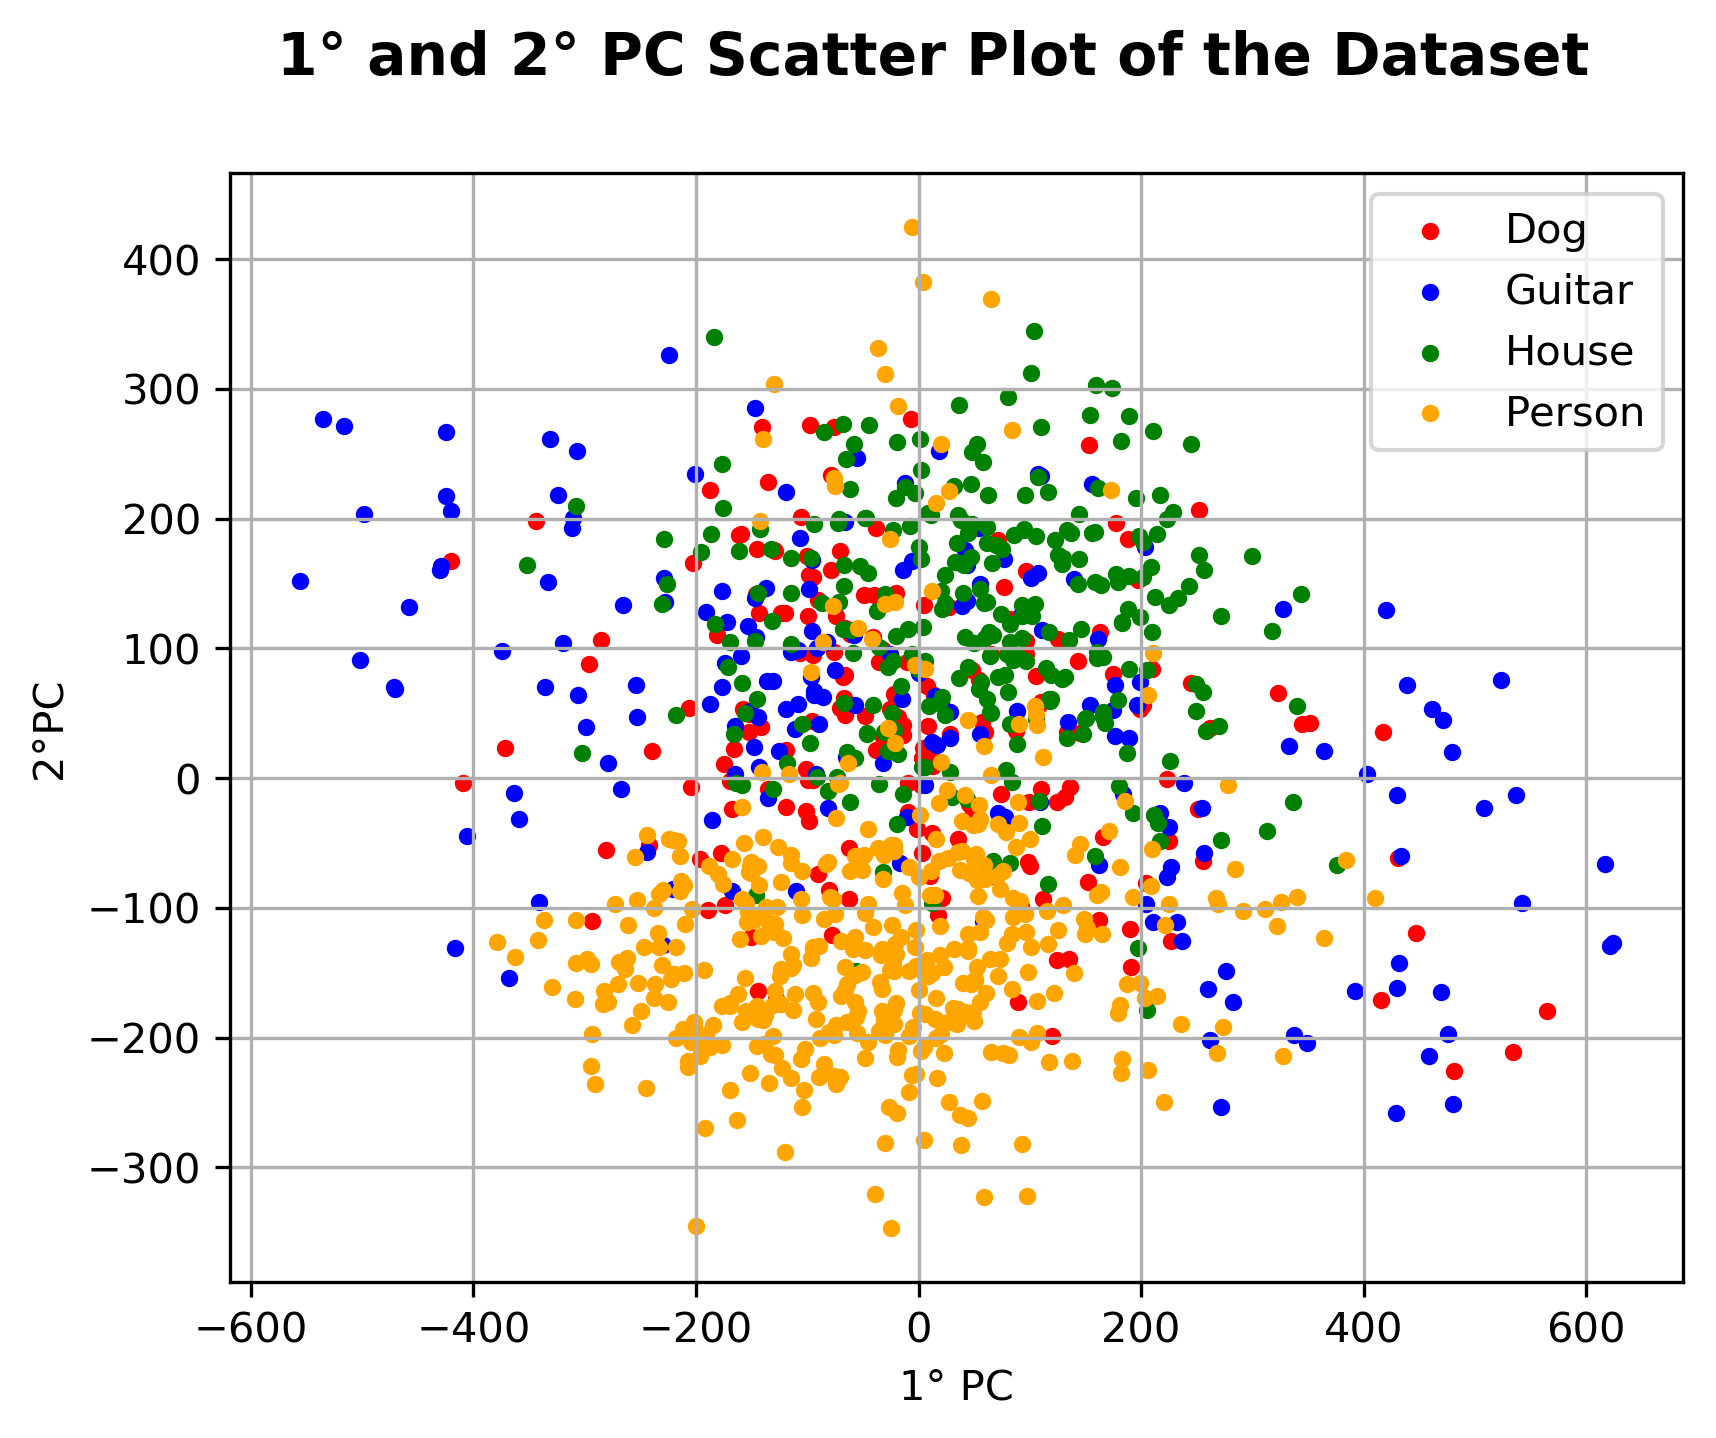 1° and 2° PC Scatter Plot of the Dataset
Dog
Guitar
House
Person
400
300
200
100
0
−100
−200
−300
2°PC
−600 −400 −200 0 200 400 600
1° PC